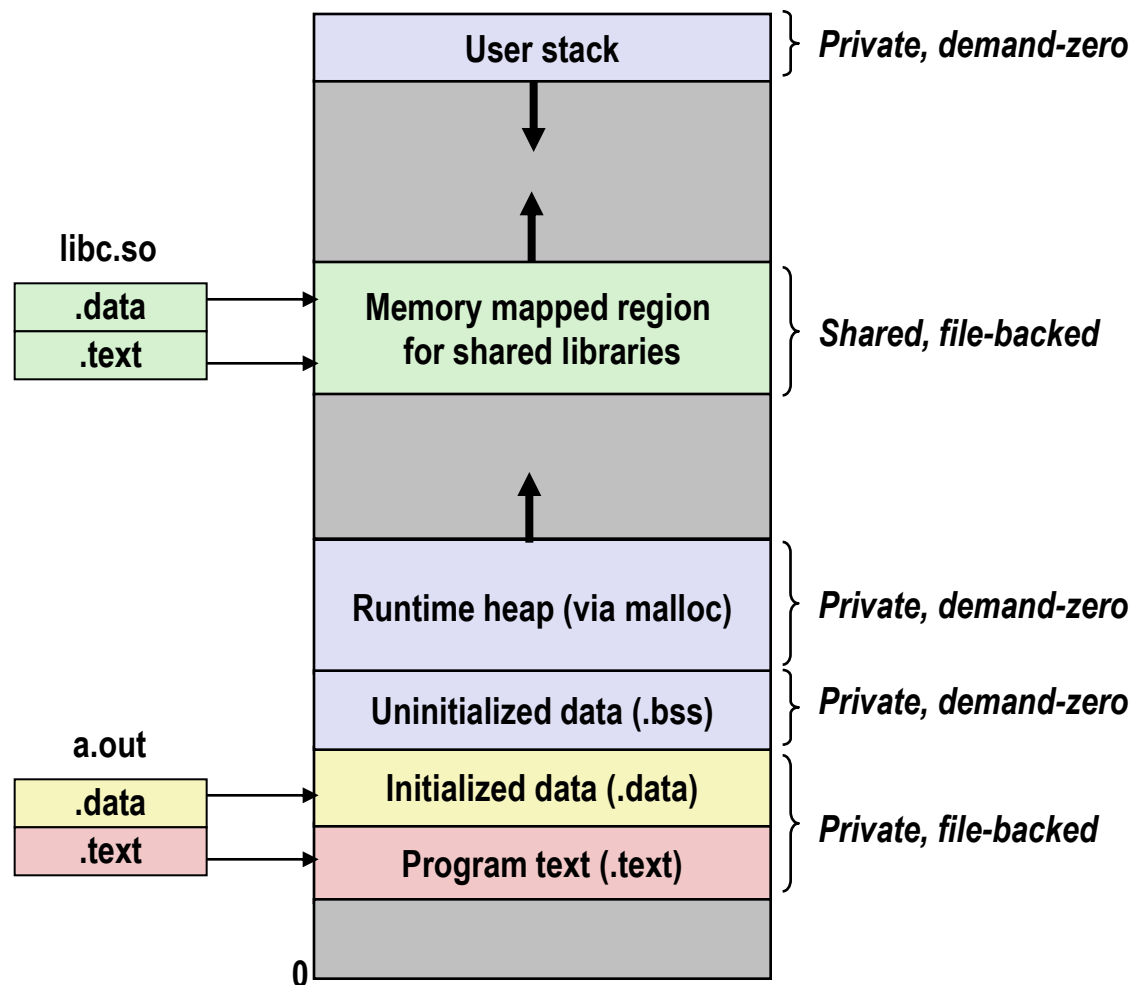 User stack
Private, demand-zero
libc.so
.data
.text
Memory mapped region
for shared libraries
Shared, file-backed
Runtime heap (via malloc)
Private, demand-zero
Uninitialized data (.bss)
Private, demand-zero
a.out
.data
.text
Initialized data (.data)
Program text (.text)
Private, file-backed
0